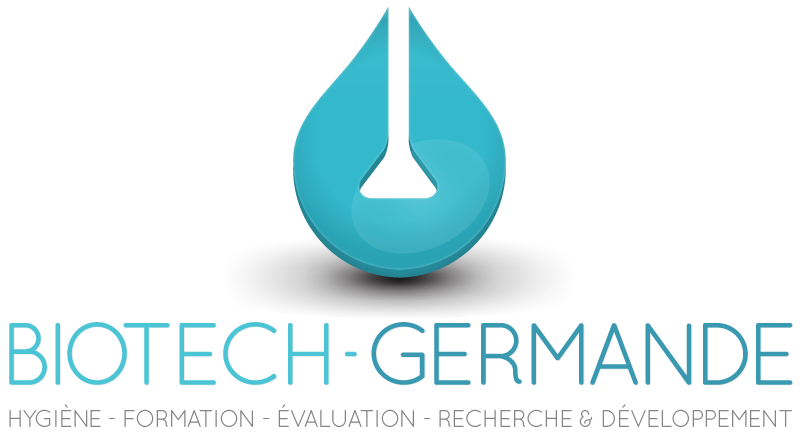 BIOTECH-GERMANDE
HYGIÈNE - FORMATION - ÉVALUATION - RECHERCHE & DÉVELOPPEMENT